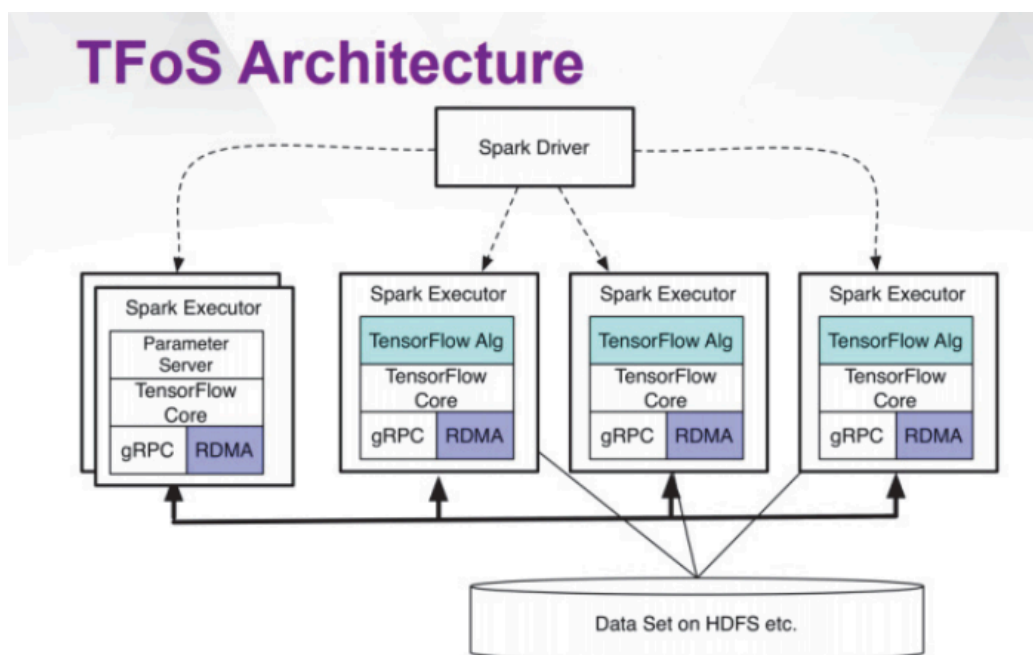 TFoS Architecture
Spark Driver
Spark Executor
Parameter
Server
TensorFlow
Core
gRPC RDMA
Spark Executor
TensorFlow Alg
TensorFlow
Core
gRPC RDMA
Spark Executor
TensorFlow Alg
TensorFlow
Core
gRPC RDMA
Spark Executor
TensorFlow Alg
TensorFlow
Core
gRPC RDMA
Data Set on HDFS etc.